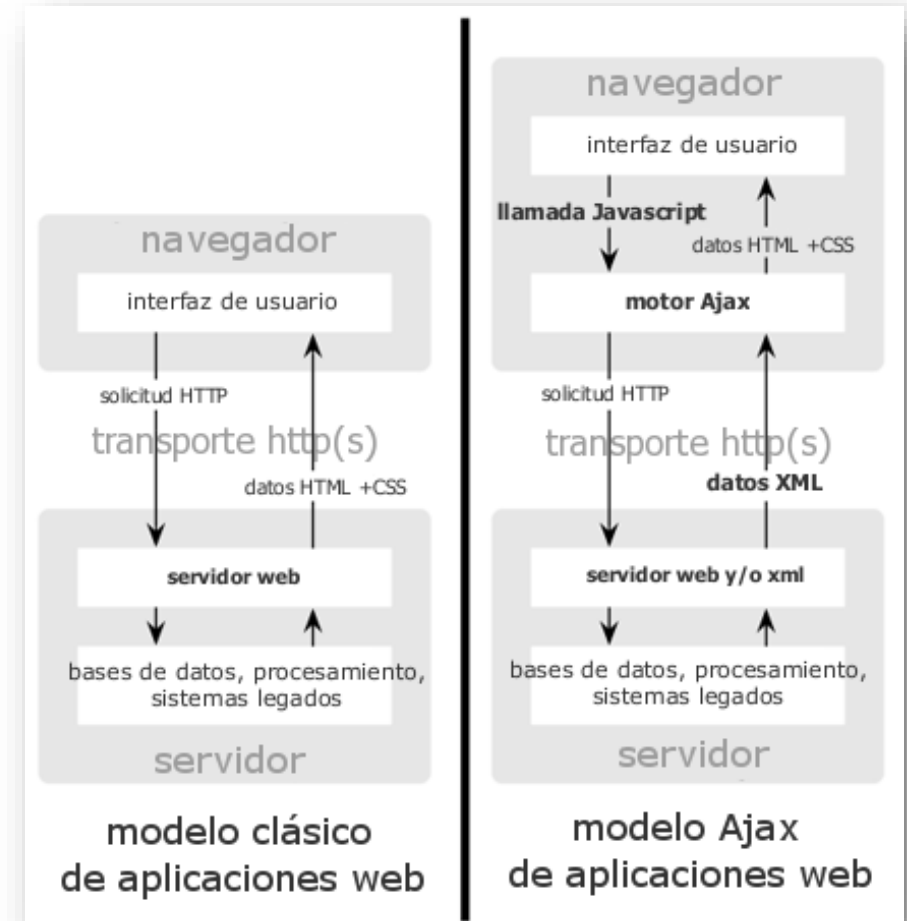 navegador
interfaz de usuario
solicitud HTTP
transporte http(s)
datos HTML +CSS
servidor web
bases de datos, procesamiento,
sistemas legados
servidor
modelo clásico
de aplicaciones web
navegador
interfaz de usuario
llamada Javascript
datos HTML +CSS
motor Ajax
solicitud HTTP
transporte http(s)
datos XML
servidor web y/o xml
bases de datos, procesamiento,
sistemas legados
servidor
modelo Ajax
de aplicaciones web